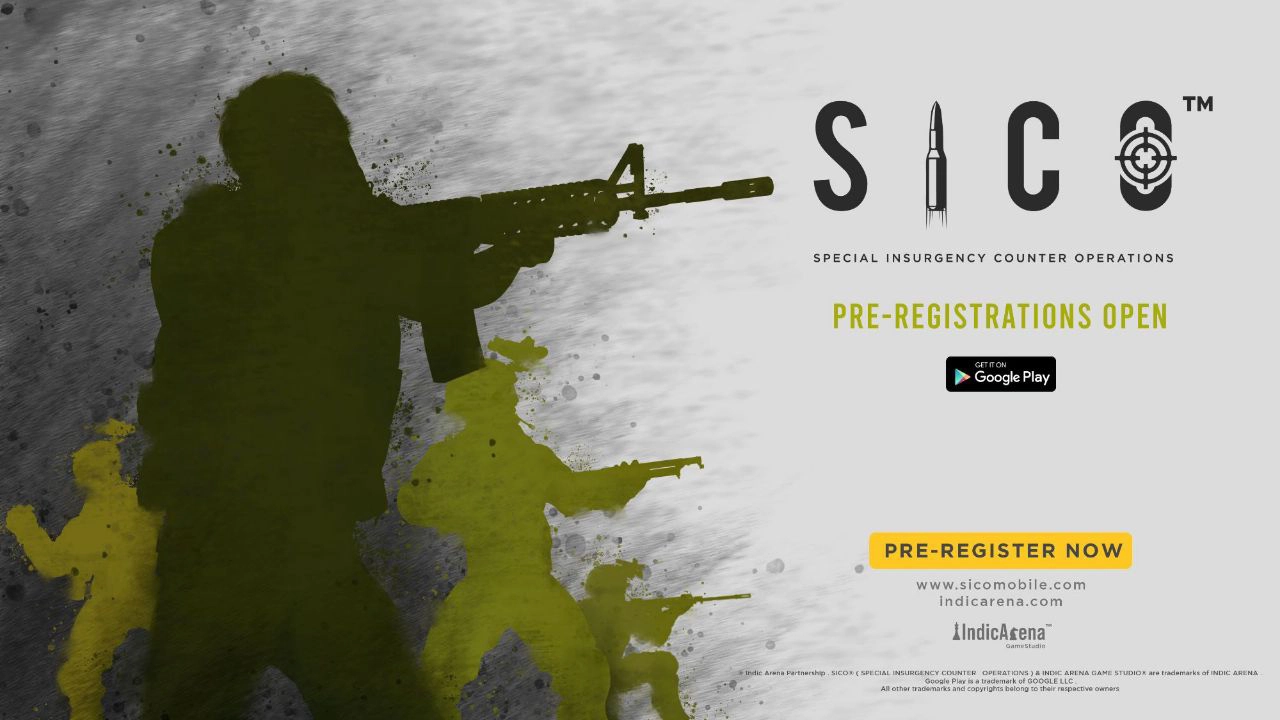 SICO™
SPECIAL INSURGENCY COUNTER OPERATIONS
PRE-REGISTRATIONS OPEN
GET IT ON
Google Play
PRE-REGISTER NOW
www.sicomobile.com
indicarena.com
IndicArena™
GameStudio
® Indic Arena Partnership . SICO® ( SPECIAL INSURGENCY COUNTER OPERATIONS ) & INDIC ARENA GAME STUDIO® are trademarks of INDIC ARENA .
Google Play is a trademark of GOOGLE LLC .
All other trademarks and copyrights belong to their respective owners